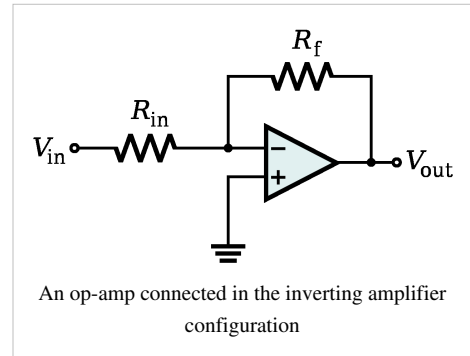 R_f
R_in
V_in
−
+
V_out
An op-amp connected in the inverting amplifier
configuration